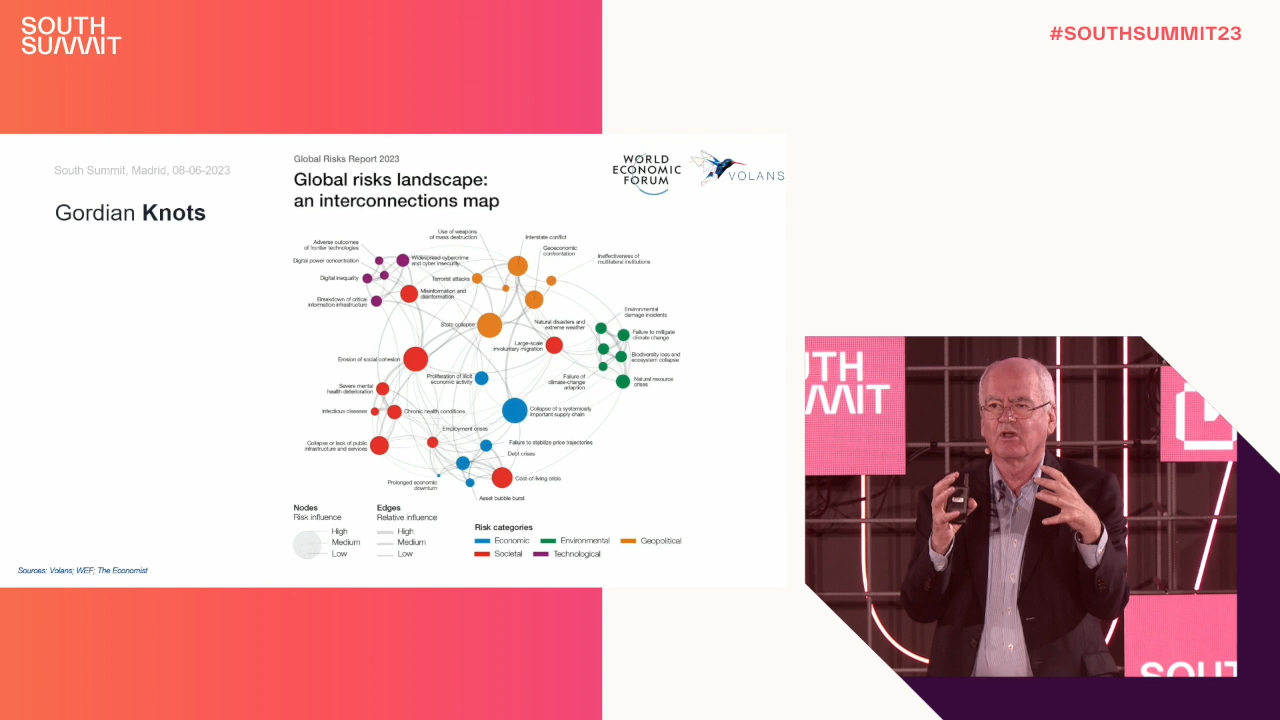 SOUTH
SUMMIT
#SOUTHSUMMIT23
South Summit, Madrid, 08-06-2023
Gordian Knots
Global Risks Report 2023
Global risks landscape:
an interconnections map
WORLD
ECONOMIC
FORUM
VOLANS
Use of weapons
of mass destruction
Interstate conflict
Adverse outcomes
of frontier technologies
Geoeconomic
confrontation
Digital power concentration
Widespread cybercrime
and cyber insecurity
Ineffectiveness of
multilateral institutions
Digital inequality
Terrorist attacks
Misinformation and
disinformation
Breakdown of critical
information infrastructure
Environmental
damage incidents
State collapse
Natural disasters and
extreme weather
Failure to mitigate
climate change
Large-scale
involuntary migration
Biodiversity loss and
ecosystem collapse
Erosion of social cohesion
Proliferation of illicit
economic activity
Failure of
climate-change
adaption
Natural resource
crises
Severe mental
health deterioration
Infectious diseases
Chronic health conditions
Collapse of a systemically
important supply chain
Employment crises
Collapse or lack of public
infrastructure and services
Failure to stabilize price trajectories
Debt crises
Prolonged economic
downturn
Cost-of-living crisis
Asset bubble burst
Nodes
Risk influence
High
Medium
Low
Edges
Relative influence
High
Medium
Low
Risk categories
Economic
Environmental
Geopolitical
Societal
Technological
Sources: Volans; WEF; The Economist
UTH
MIT
SOUT